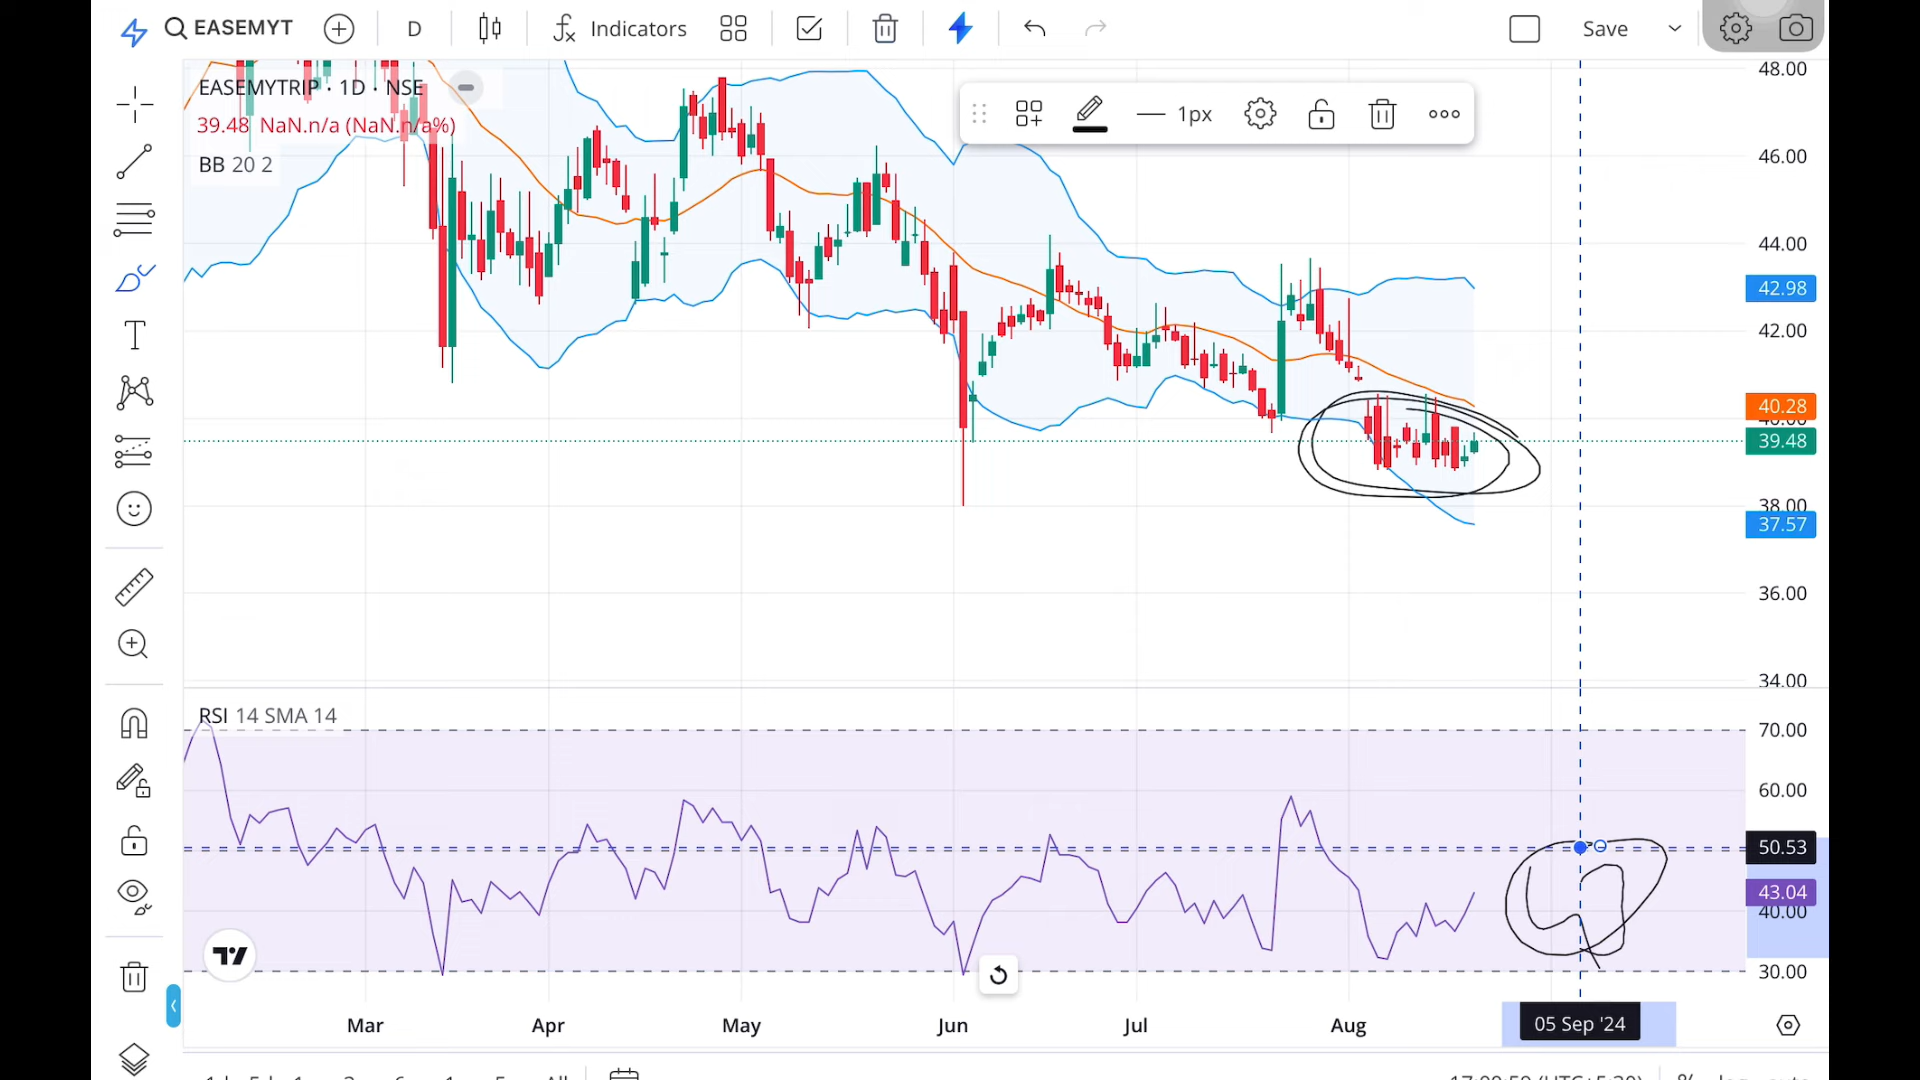 EASEMYT
D
Indicators
Save
EASEMYTRIP · 1D · NSE
39.48 NaN.n/a (NaN.n/a%)
BB 20 2
1px
48.00
46.00
44.00
42.98
42.00
40.28
40.00
39.48
38.00
37.57
36.00
34.00
RSI 14 SMA 14
70.00
60.00
50.53
43.04
40.00
30.00
Mar Apr May Jun Jul Aug 05 Sep '24